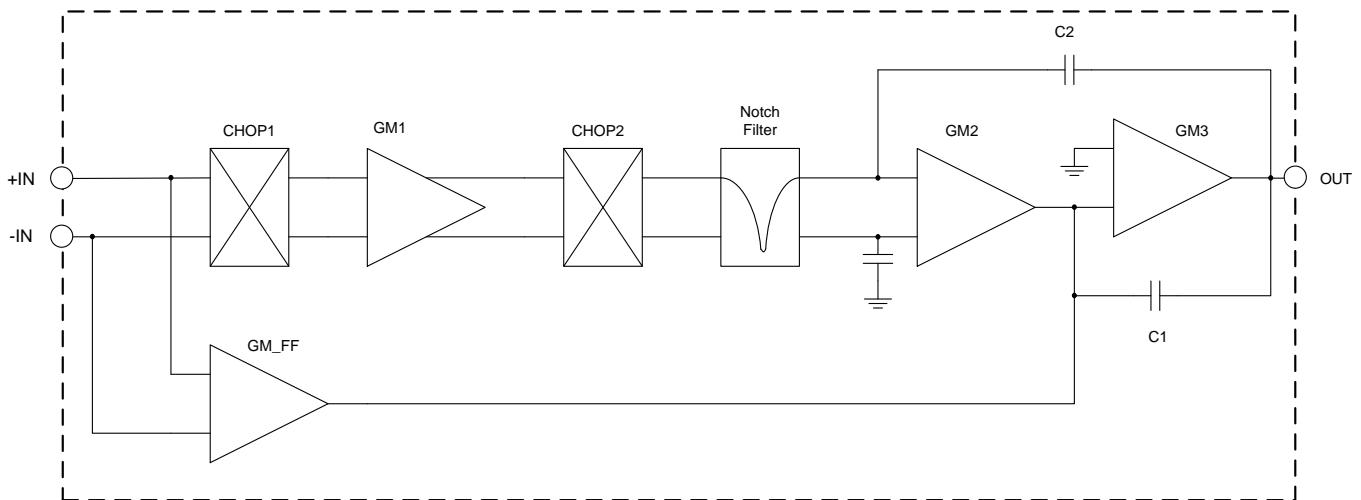 C2
Notch
Filter
CHOP1
GM1
CHOP2
GM2
GM3
+IN
OUT
-IN
C1
GM_FF